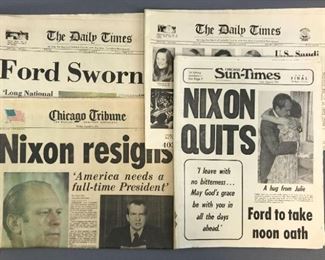 The Daily Times
Ford Sworn
'Long National
Chicago Tribune
Nixon resigns
'America needs a
full-time President'
The Daily Times
U.S., Saudi
Sun-Times
FINAL
NIXON
QUITS
'I leave with
no bitterness...
May God's grace
be with you in
all the days
ahead.'
A hug from Julie
Ford to take
noon oath